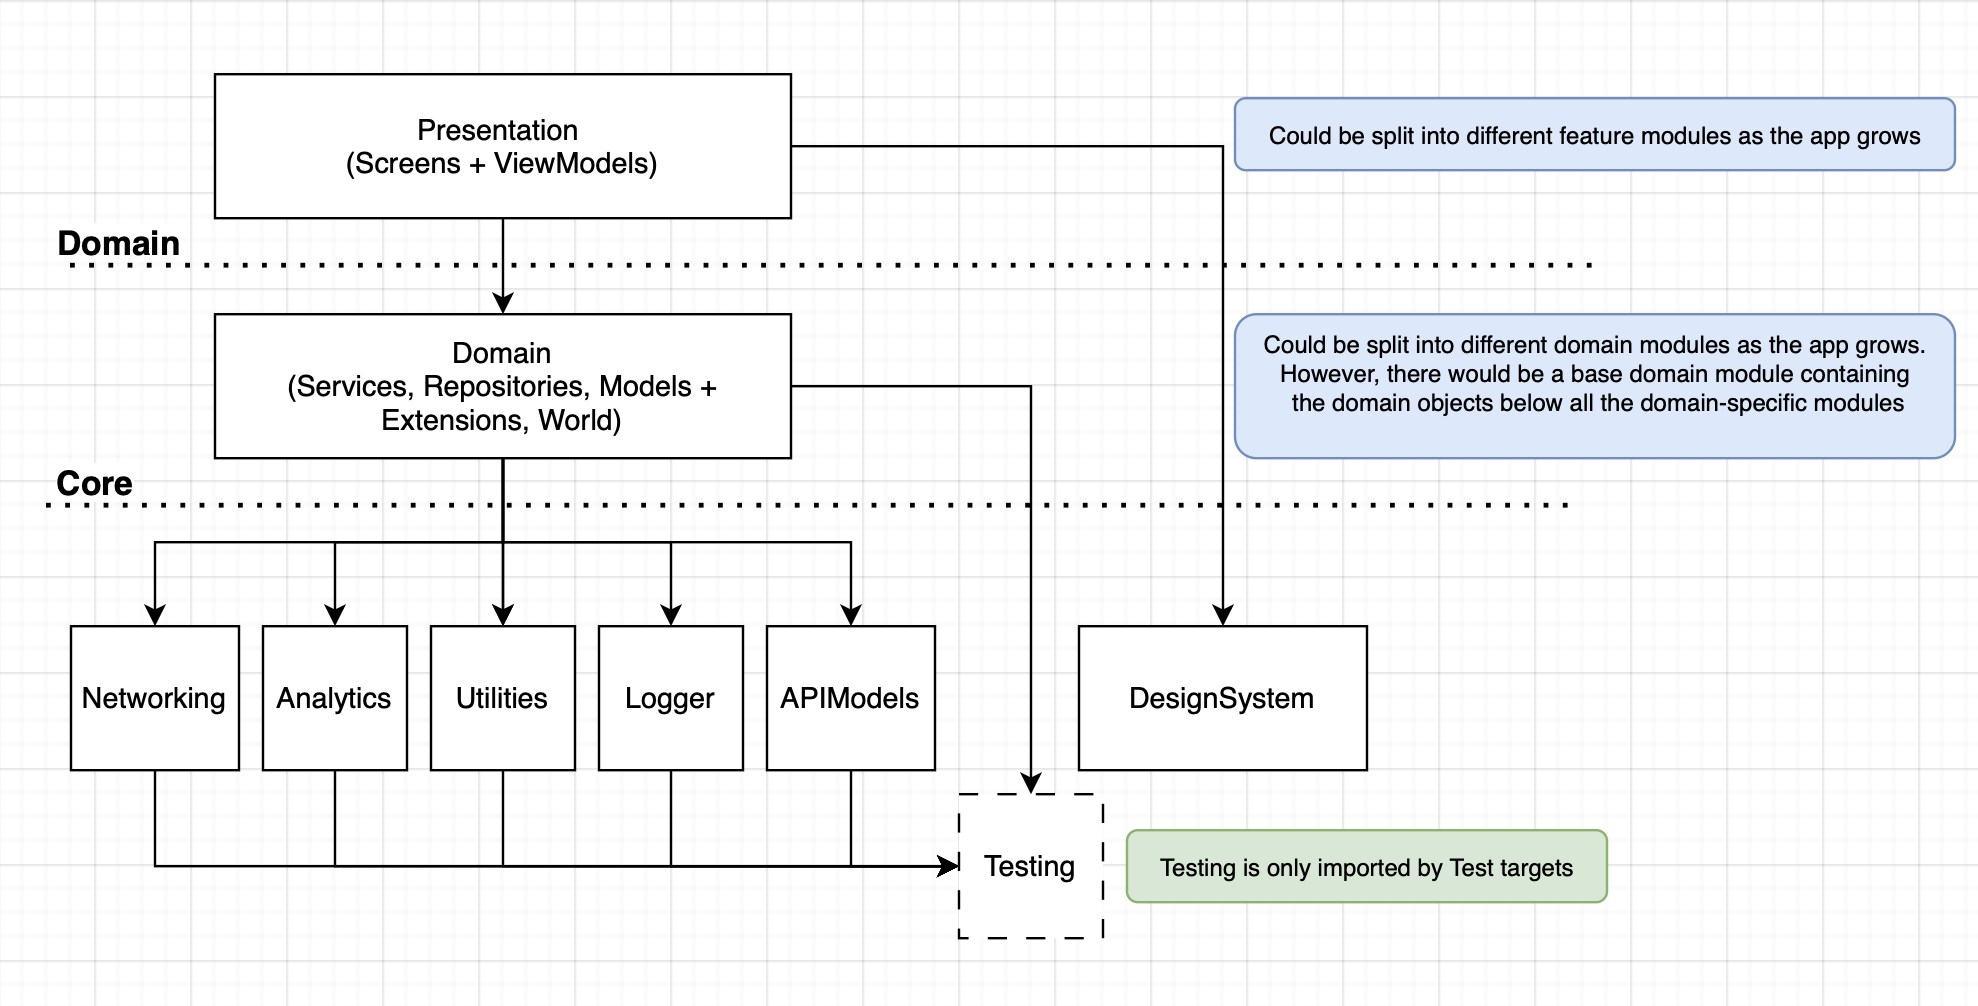 Presentation
(Screens + ViewModels)
Could be split into different feature modules as the app grows
Domain
Domain
(Services, Repositories, Models +
Extensions, World)
Could be split into different domain modules as the app grows.
However, there would be a base domain module containing
the domain objects below all the domain-specific modules
Core
Networking
Analytics
Utilities
Logger
APIModels
DesignSystem
Testing
Testing is only imported by Test targets